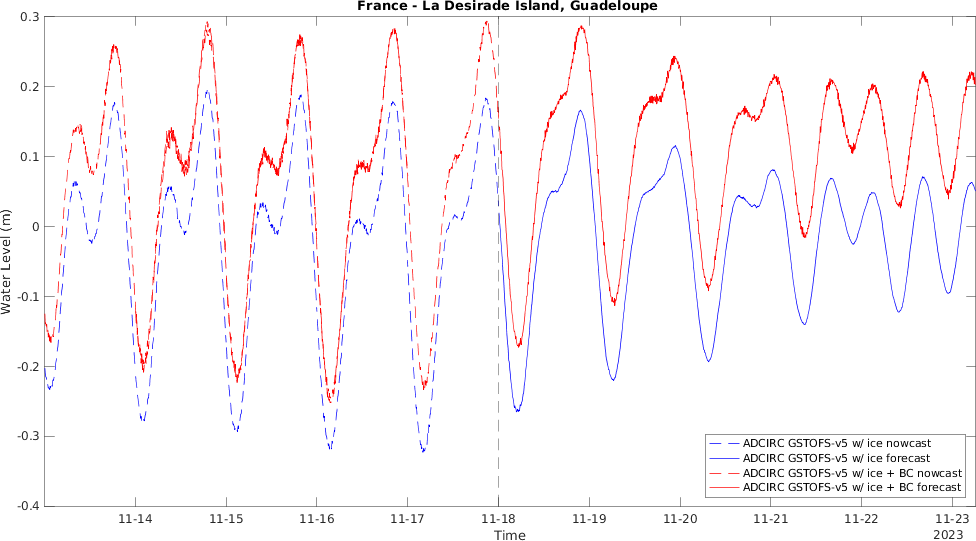 France - La Desirade Island, Guadeloupe
0.3
0.2
0.1
0
-0.1
-0.2
-0.3
-0.4
Water Level (m)
ADCIRC GSTOFS-v5 w/ ice nowcast
ADCIRC GSTOFS-v5 w/ ice forecast
ADCIRC GSTOFS-v5 w/ ice + BC nowcast
ADCIRC GSTOFS-v5 w/ ice + BC forecast
11-14 11-15 11-16 11-17 11-18 11-19 11-20 11-21 11-22 11-23
Time
2023